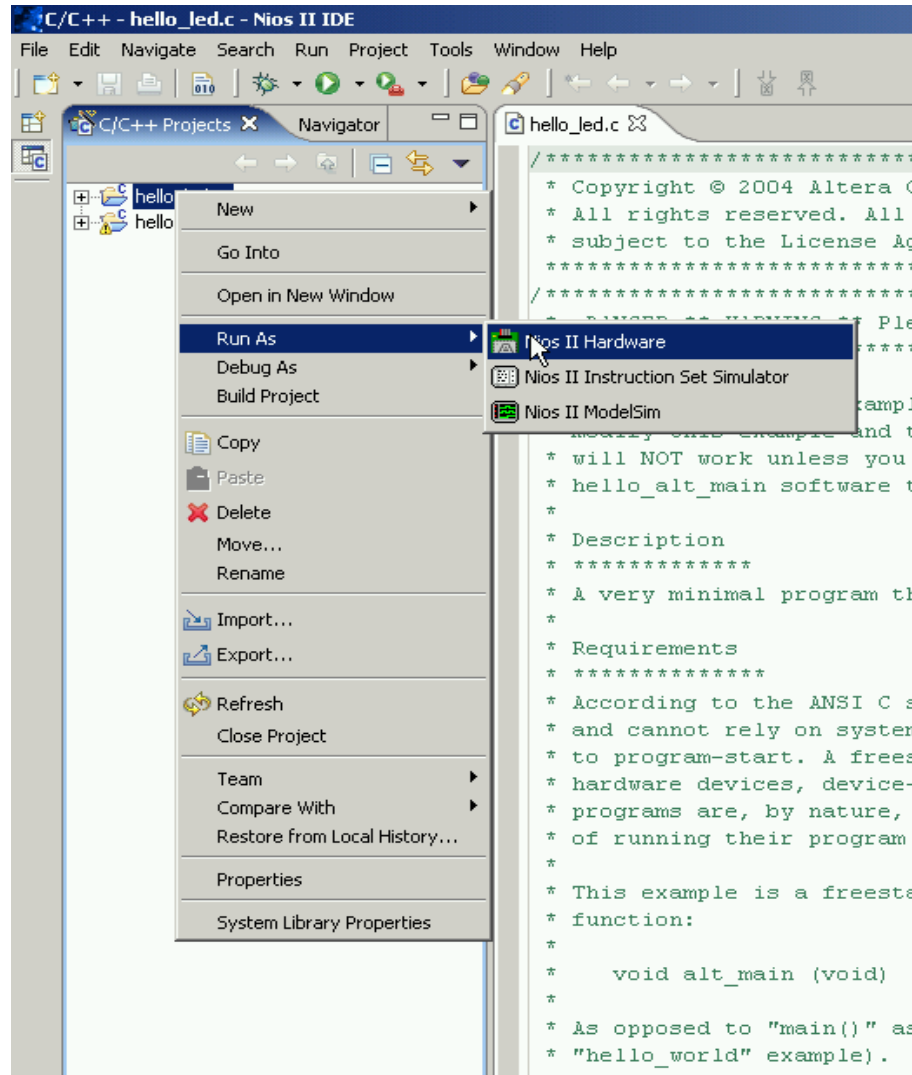 C/C++ - hello_led.c - Nios II IDE
File Edit Navigate Search Run Project Tools Window Help
010
C/C++ Projects Navigator
hello_led.c
hello
hello
New
Go Into
Open in New Window
Run As
Debug As
Build Project
Copy
Paste
Delete
Move...
Rename
Import...
Export...
Refresh
Close Project
Team
Compare With
Restore from Local History...
Properties
System Library Properties
Nios II Hardware
Nios II Instruction Set Simulator
Nios II ModelSim
/*****************************
* Copyright © 2004 Altera
* All rights reserved. All
* subject to the License
******************************
/*****************************
* and t
* will NOT work unless you
* hello_alt_main software
*
* Description
* *************
* A very minimal program
*
* Requirements
* **************
* According to the ANSI C
* and cannot rely on
* to program-start. A
* hardware devices, device-
* programs are, by nature,
* of running their program
*
* This example is a
* function:
*
* void alt_main (void)
*
* As opposed to "main()" as
* "hello_world" example).